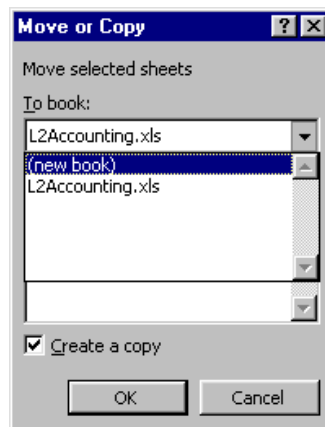 Move or Copy
Move selected sheets
To book:
L2Accounting.xls
(new book)
L2Accounting.xls
Create a copy
OK Cancel